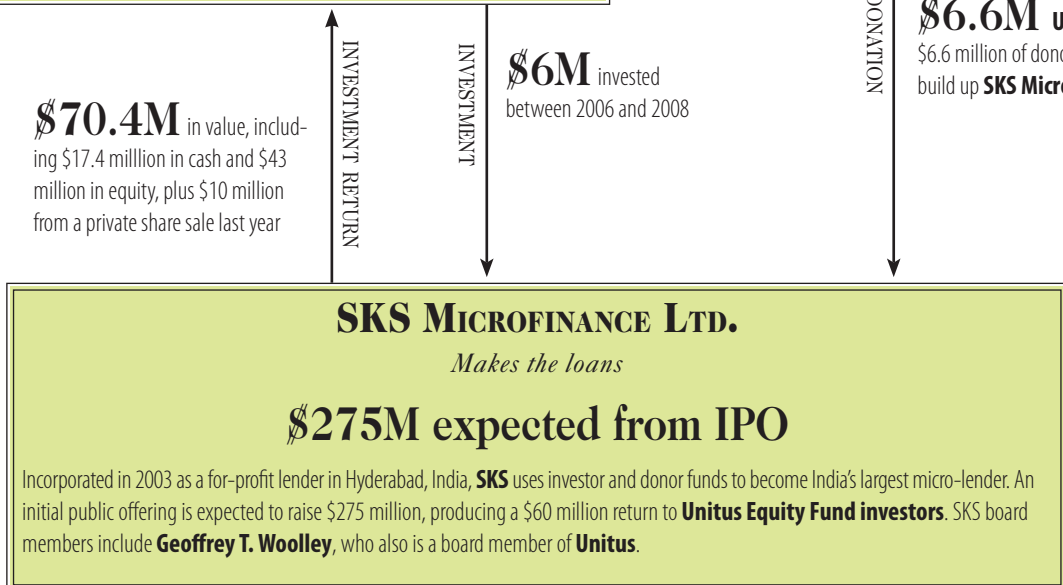 $70.4M in value, includ-
ing $17.4 milllion in cash and $43
million in equity, plus $10 million
from a private share sale last year
INVESTMENT RETURN
INVESTMENT
$6M invested
between 2006 and 2008
DONATION
$6.6M
$6.6 million of
build up SKS
SKS MICROFINANCE LTD.
Makes the loans
$275M expected from IPO
Incorporated in 2003 as a for-profit lender in Hyderabad, India, SKS uses investor and donor funds to become India's largest micro-lender. An
initial public offering is expected to raise $275 million, producing a $60 million return to Unitus Equity Fund investors. SKS board
members include Geoffrey T. Woolley, who also is a board member of Unitus.